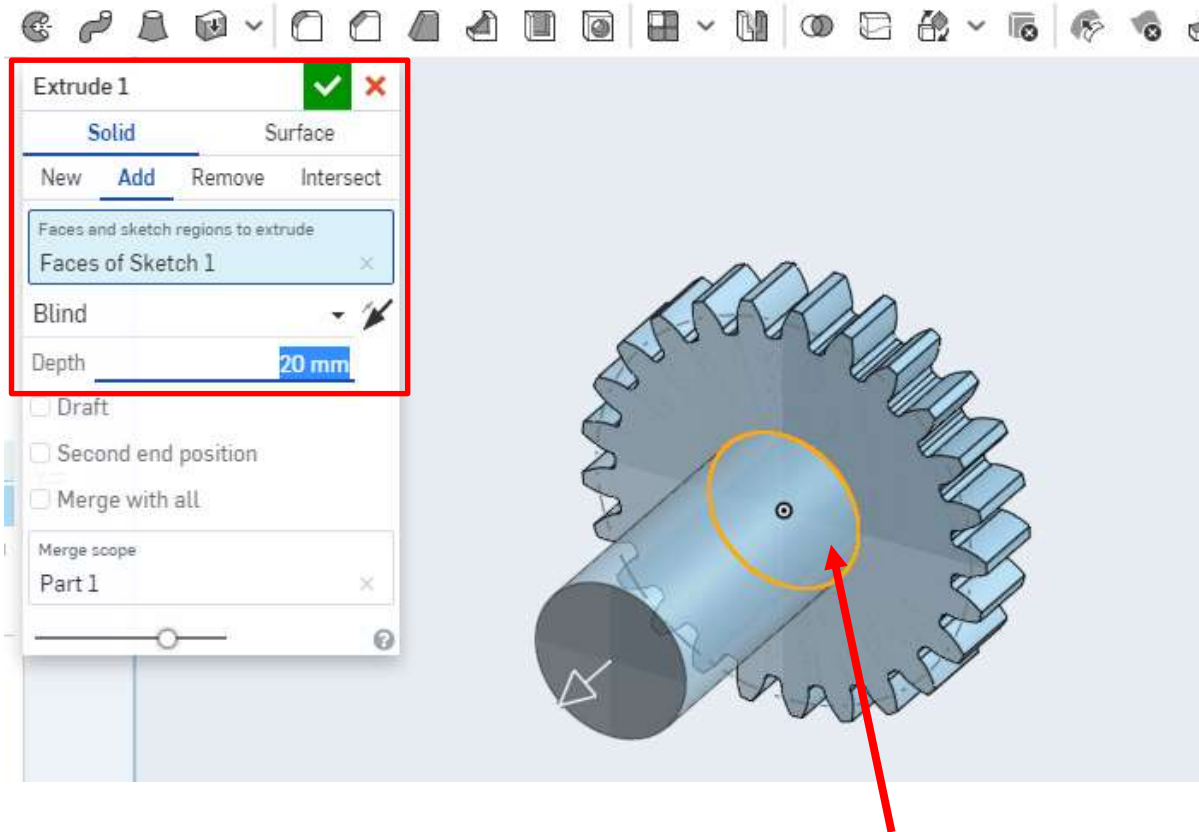 Extrude 1
Solid Surface
New Add Remove Intersect
Faces and sketch regions to extrude
Faces of Sketch 1
Blind
Depth 20 mm
Draft
Second end position
Merge with all
Merge scope
Part 1